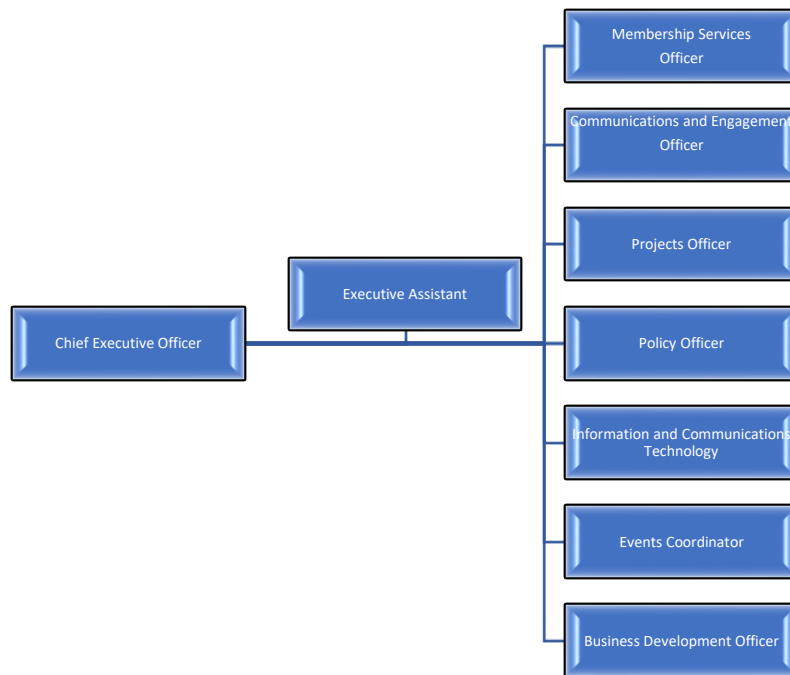 Membership Services
Officer
Communications and Engagement
Officer
Projects Officer
Executive Assistant
Chief Executive Officer
Policy Officer
Information and Communications
Technology
Events Coordinator
Business Development Officer